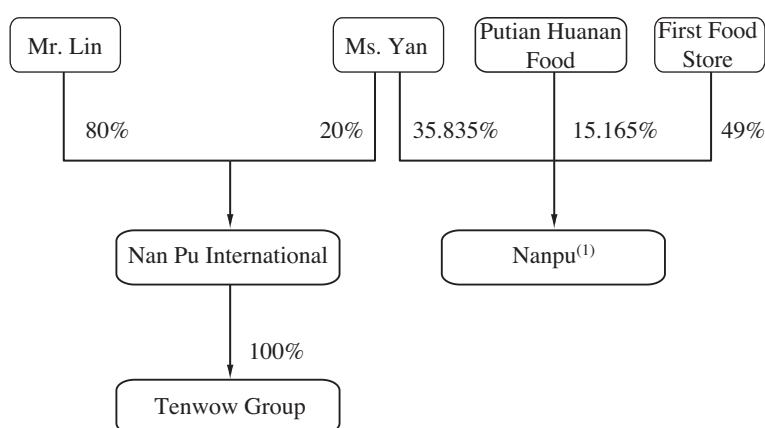 Mr. Lin
Ms. Yan
Putian Huanan
Food
First Food
Store
80%
20%
35.835%
15.165%
49%
Nan Pu International
Nanpu(1)
100%
Tenwow Group